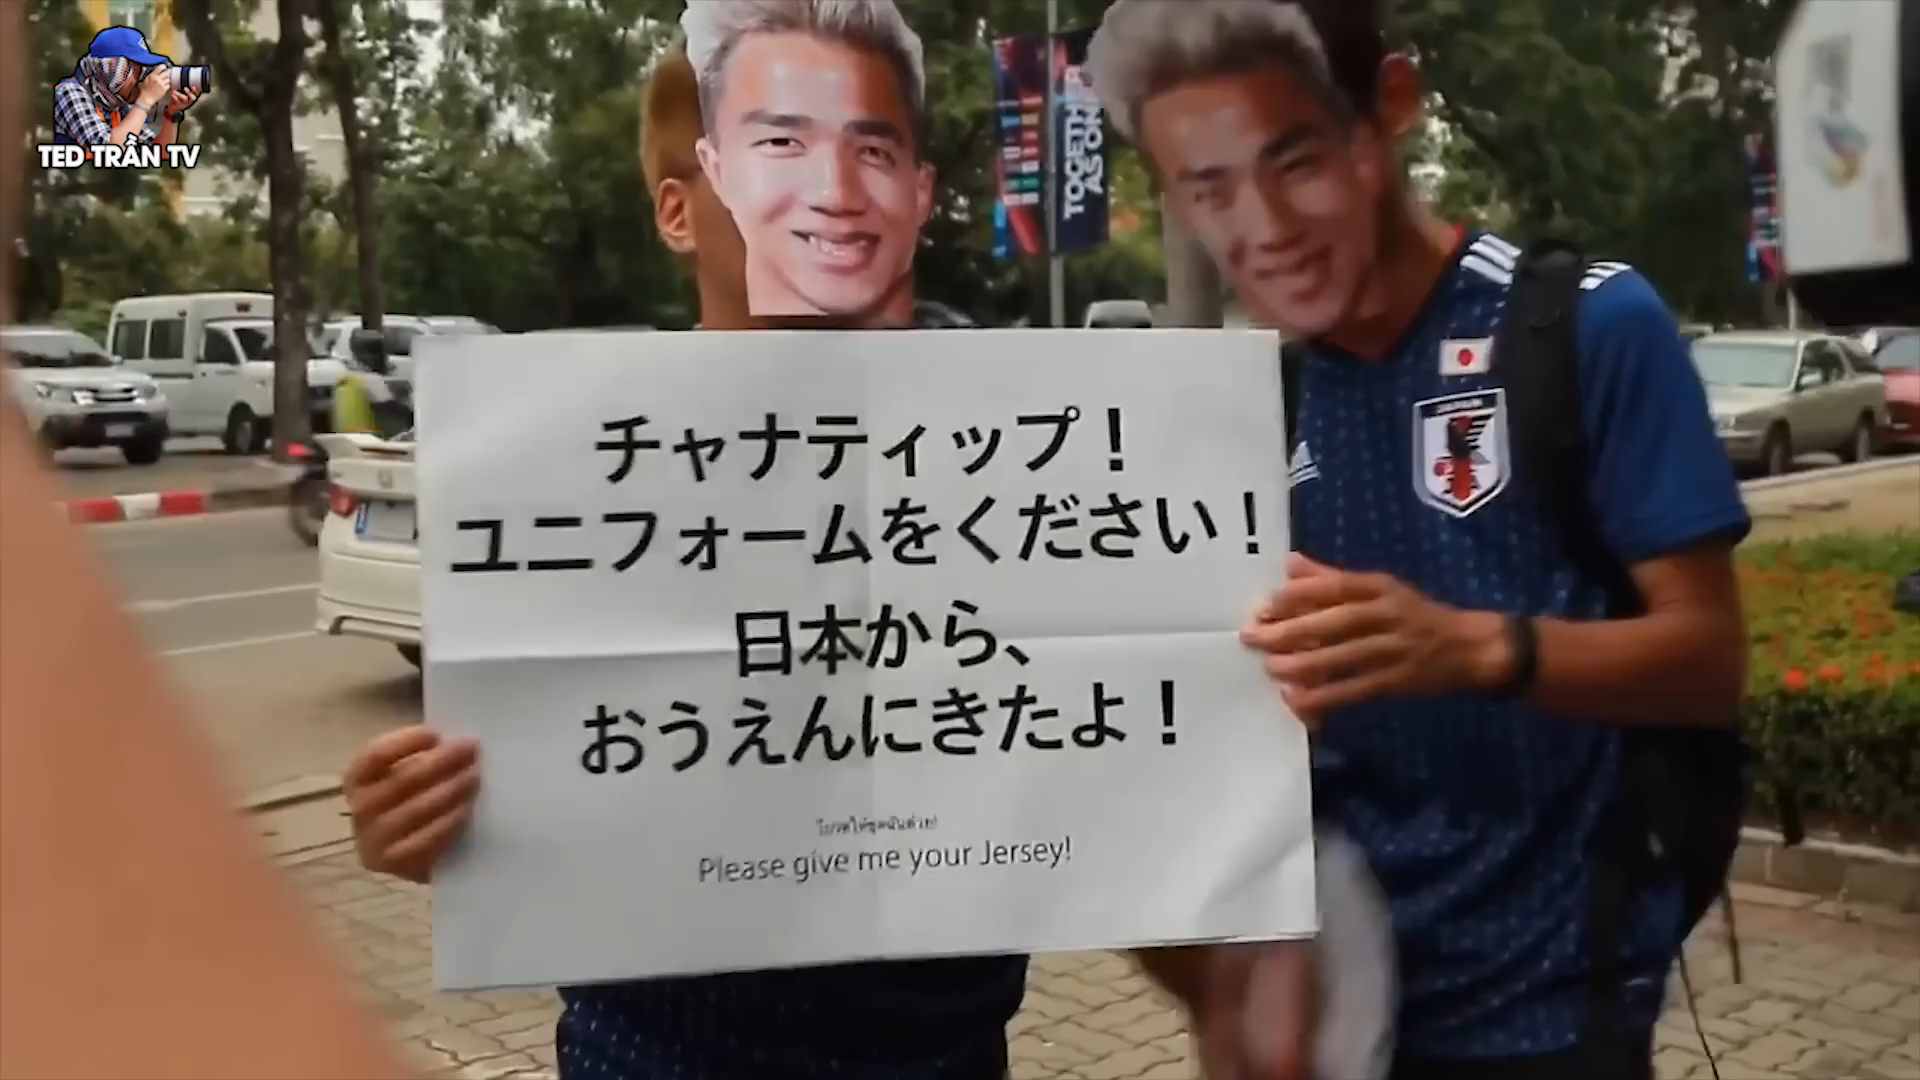 TED TRẦN TV
TOGETH
AS ON
チャナティップ！
ユニフォームをください！
日本から、
おうえんにきたよ！
Please give me your Jersey!